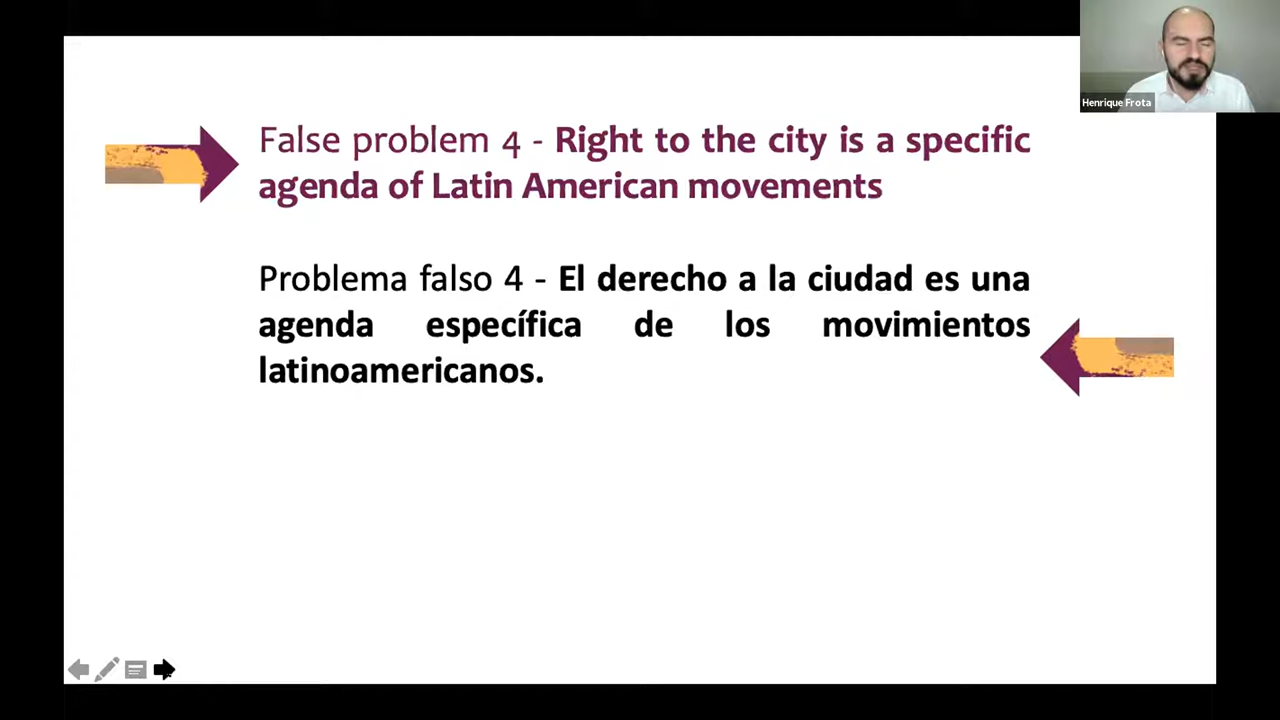 Henrique Frota
False problem 4 - Right to the city is a specific
agenda of Latin American movements
Problema falso 4 - El derecho a la ciudad es una
agenda específica de los movimientos
latinoamericanos.